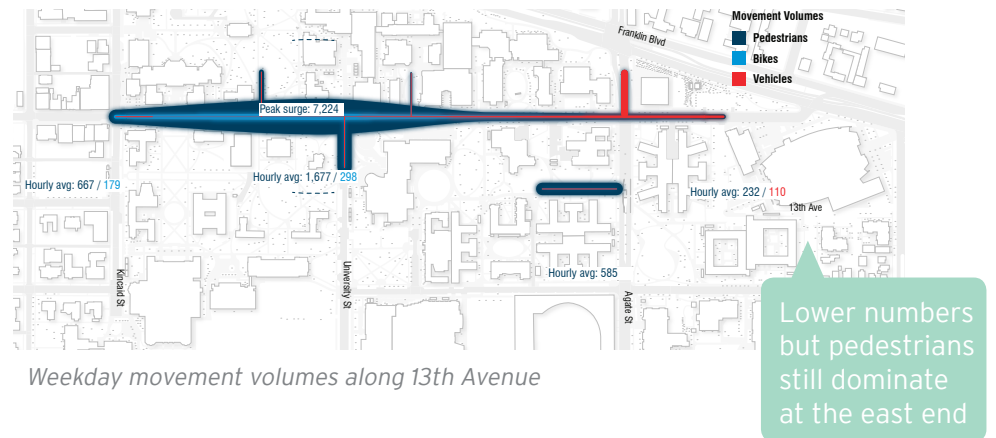 Movement Volumes
Pedestrians
Bikes
Vehicles
Franklin Blvd
Peak surge: 7,224
Hourly avg: 667 / 179
Hourly avg: 1,677 / 298
Hourly avg: 232 / 110
13th Ave
Hourly avg: 585
Kincaid St
University St
Agate St
Lower numbers
but pedestrians
still dominate
at the east end
Weekday movement volumes along 13th Avenue